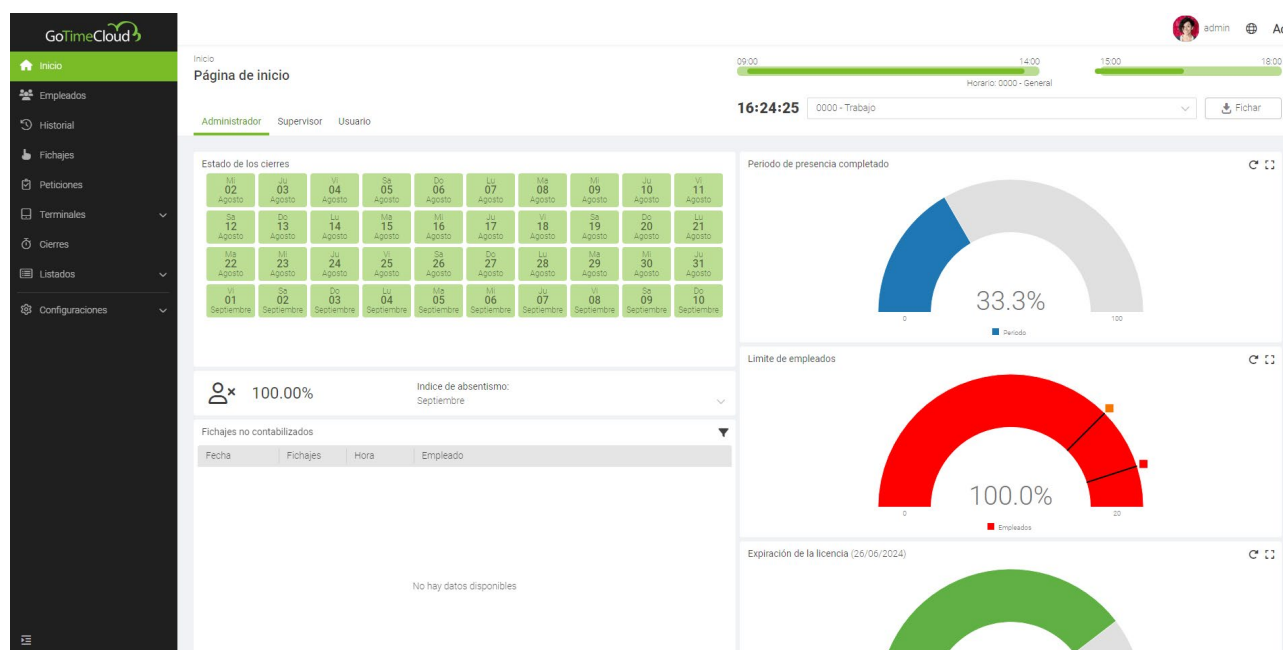 GoTimeCloud
Inicio
Empleados
Historial
Fichajes
Peticiones
Terminales
Cierres
Listados
Configuraciones
admin
Inicio
Página de inicio
Administrador Supervisor Usuario
09:00 14:00 15:00 18:00
Horario: 0000 - General
16:24:25 0000 - Trabajo Fichar
Estado de los cierres
Mi Ju Vi Sa Do Lu Ma Mi Ju Vi
02 03 04 05 06 07 08 09 10 11
Agosto Agosto Agosto Agosto Agosto Agosto Agosto Agosto Agosto Agosto
Sa Do Lu Ma Mi Ju Vi Sa Do Lu
12 13 14 15 16 17 18 19 20 21
Agosto Agosto Agosto Agosto Agosto Agosto Agosto Agosto Agosto Agosto
Ma Mi Ju Vi Sa Do Lu Ma Mi Ju
22 23 24 25 26 27 28 29 30 31
Agosto Agosto Agosto Agosto Agosto Agosto Agosto Agosto Agosto Agosto
Vi Sa Do Lu Ma Mi Ju Vi Sa Do
01 02 03 04 05 06 07 08 09 10
Septiembre Septiembre Septiembre Septiembre Septiembre Septiembre Septiembre Septiembre Septiembre Septiembre
100.00%
Indice de absentismo:
Septiembre
Fichajes no contabilizados
Fecha Fichajes Hora Empleado
No hay datos disponibles
Periodo de presencia completado
33.3%
0 100
Periodo
Limite de empleados
100.0%
0 20
Empleados
Expiración de la licencia (26/06/2024)